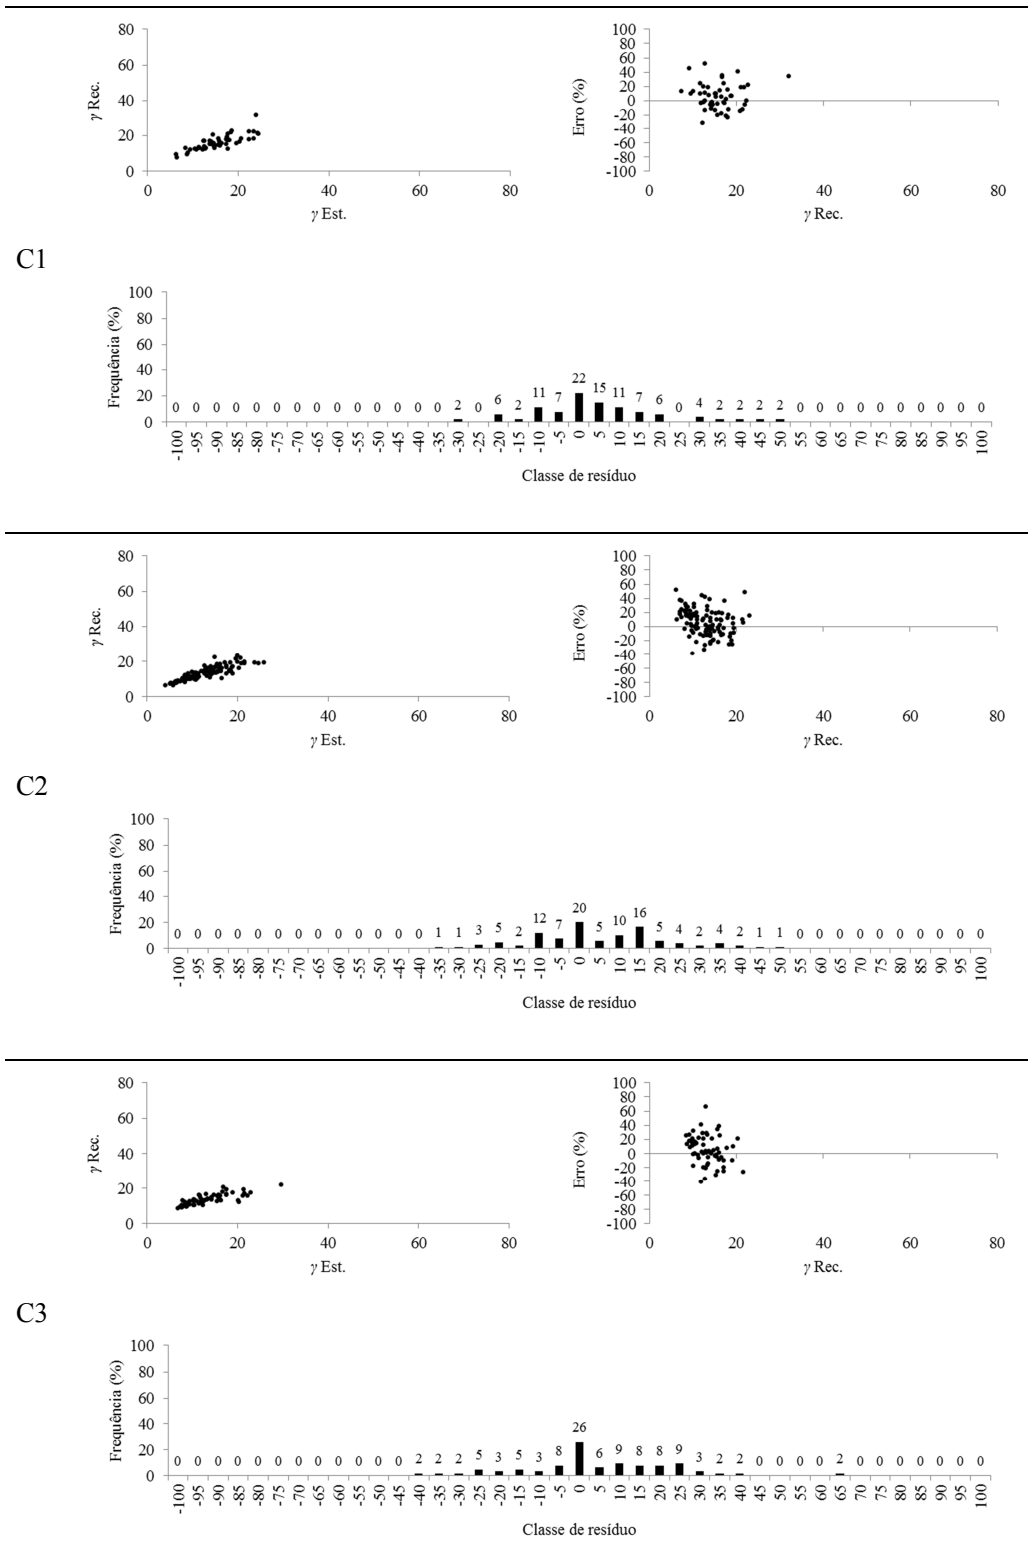 80
60
40
20
0
γ Rec.
0 20 40 60 80
γ Est.
100
80
60
40
20
0
-20
-40
-60
-80
-100
Erro (%)
0 20 40 60 80
γ Rec.
C1
100
80
60
40
20
0
Frequência (%)
0 0 0 0 0 0 0 0 0 0 0 0 0 0 2 0 6 2 11 7 22 15 11 7 6 0 4 2 2 2 2 0 0 0 0 0 0 0 0 0 0
-100 -95 -90 -85 -80 -75 -70 -65 -60 -55 -50 -45 -40 -35 -30 -25 -20 -15 -10 -5 0 5 10 15 20 25 30 35 40 45 50 55 60 65 70 75 80 85 90 95 100
Classe de resíduo
80
60
40
20
0
γ Rec.
0 20 40 60 80
γ Est.
100
80
60
40
20
0
-20
-40
-60
-80
-100
Erro (%)
0 20 40 60 80
γ Rec.
C2
100
80
60
40
20
0
Frequência (%)
0 0 0 0 0 0 0 0 0 0 0 0 0 1 1 3 5 2 12 7 20 5 10 16 5 4 2 4 2 1 1 0 0 0 0 0 0 0 0 0 0
-100 -95 -90 -85 -80 -75 -70 -65 -60 -55 -50 -45 -40 -35 -30 -25 -20 -15 -10 -5 0 5 10 15 20 25 30 35 40 45 50 55 60 65 70 75 80 85 90 95 100
Classe de resíduo
80
60
40
20
0
γ Rec.
0 20 40 60 80
γ Est.
100
80
60
40
20
0
-20
-40
-60
-80
-100
Erro (%)
0 20 40 60 80
γ Rec.
C3
100
80
60
40
20
0
Frequência (%)
0 0 0 0 0 0 0 0 0 0 0 0 2 2 2 5 3 5 3 8 26 6 9 8 8 9 3 2 2 0 0 0 0 2 0 0 0 0 0 0 0
-100 -95 -90 -85 -80 -75 -70 -65 -60 -55 -50 -45 -40 -35 -30 -25 -20 -15 -10 -5 0 5 10 15 20 25 30 35 40 45 50 55 60 65 70 75 80 85 90 95 100
Classe de resíduo